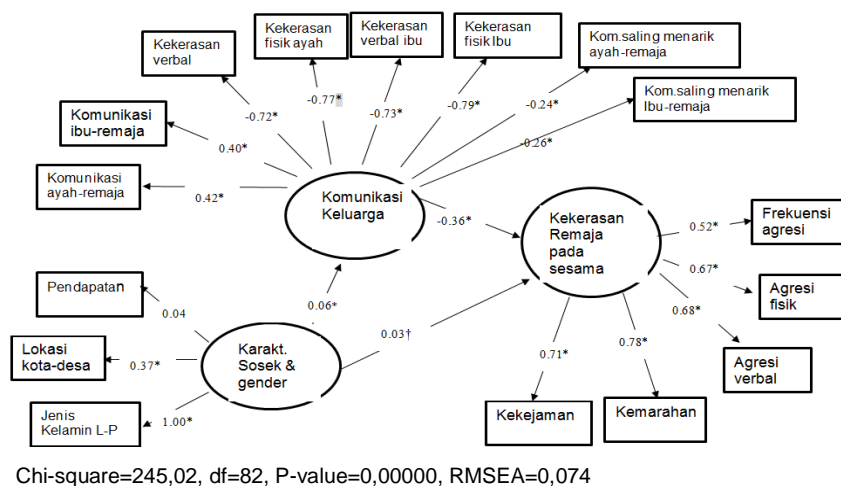 Kekerasan
verbal
Kekerasan
fisik ayah
Kekerasan
verbal ibu
Kekerasan
fisik Ibu
Kom.saling menarik
ayah-remaja
Kom.saling menarik
Ibu-remaja
Komunikasi
ibu-remaja
Komunikasi
ayah-remaja
-0.72*
-0.77*
-0.73*
-0.79*
-0.24*
-0.26*
0.40*
0.42*
Komunikasi
Keluarga
-0.36*
Kekerasan
Remaja
pada
sesama
0.52*
Frekuensi
agresi
0.67*
Agresi
fisik
0.68*
Agresi
verbal
Pendapatan
0.04
0.06*
0.03†
Lokasi
kota-desa
0.37*
Karakt.
Sosek &
gender
Jenis
Kelamin L-P
1.00*
0.71*
0.78*
Kekejaman
Kemarahan
Chi-square=245,02, df=82, P-value=0,00000, RMSEA=0,074